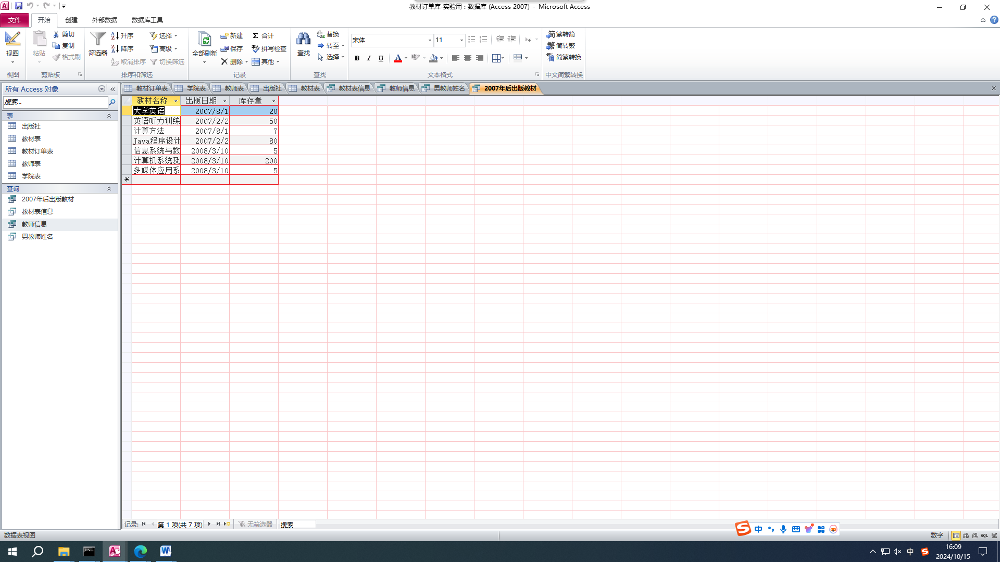 教材订单库-实验用 : 数据库 (Access 2007) - Microsoft Access
文件 开始 创建 外部数据 数据库工具
视图 粘贴 剪切 复制 格式刷
筛选器 升序 降序 取消排序 选择 高级 切换筛选
全部刷新 新建 保存 删除 合计 拼写检查 其他
查找 替换 转至 选择
宋体 11
B I U A
繁转简
简转繁
简繁转换
视图 剪贴板 排序和筛选 记录 查找 文本格式 中文简繁转换
所有 Access 对象
搜索...
表
出版社
教材表
教材订单表
教师表
学院表
查询
2007年后出版教材
教材表信息
教师信息
男教师姓名
教材订单表 学院表 教师表 出版社 教材表 教材表信息 教师信息 男教师姓名 2007年后出版教材
教材名称 出版日期 库存量
大学英语 2007/8/1 20
英语听力训练 2007/2/2 50
计算方法 2007/8/1 7
Java程序设计 2007/2/2 80
信息系统与数 2008/3/10 5
计算机系统及 2008/3/10 200
多媒体应用系 2008/3/10 5
*
记录: 第 1 项(共 7 项) 无筛选器 搜索
数据表视图 数字 SQL
中
中
16:09
2024/10/15